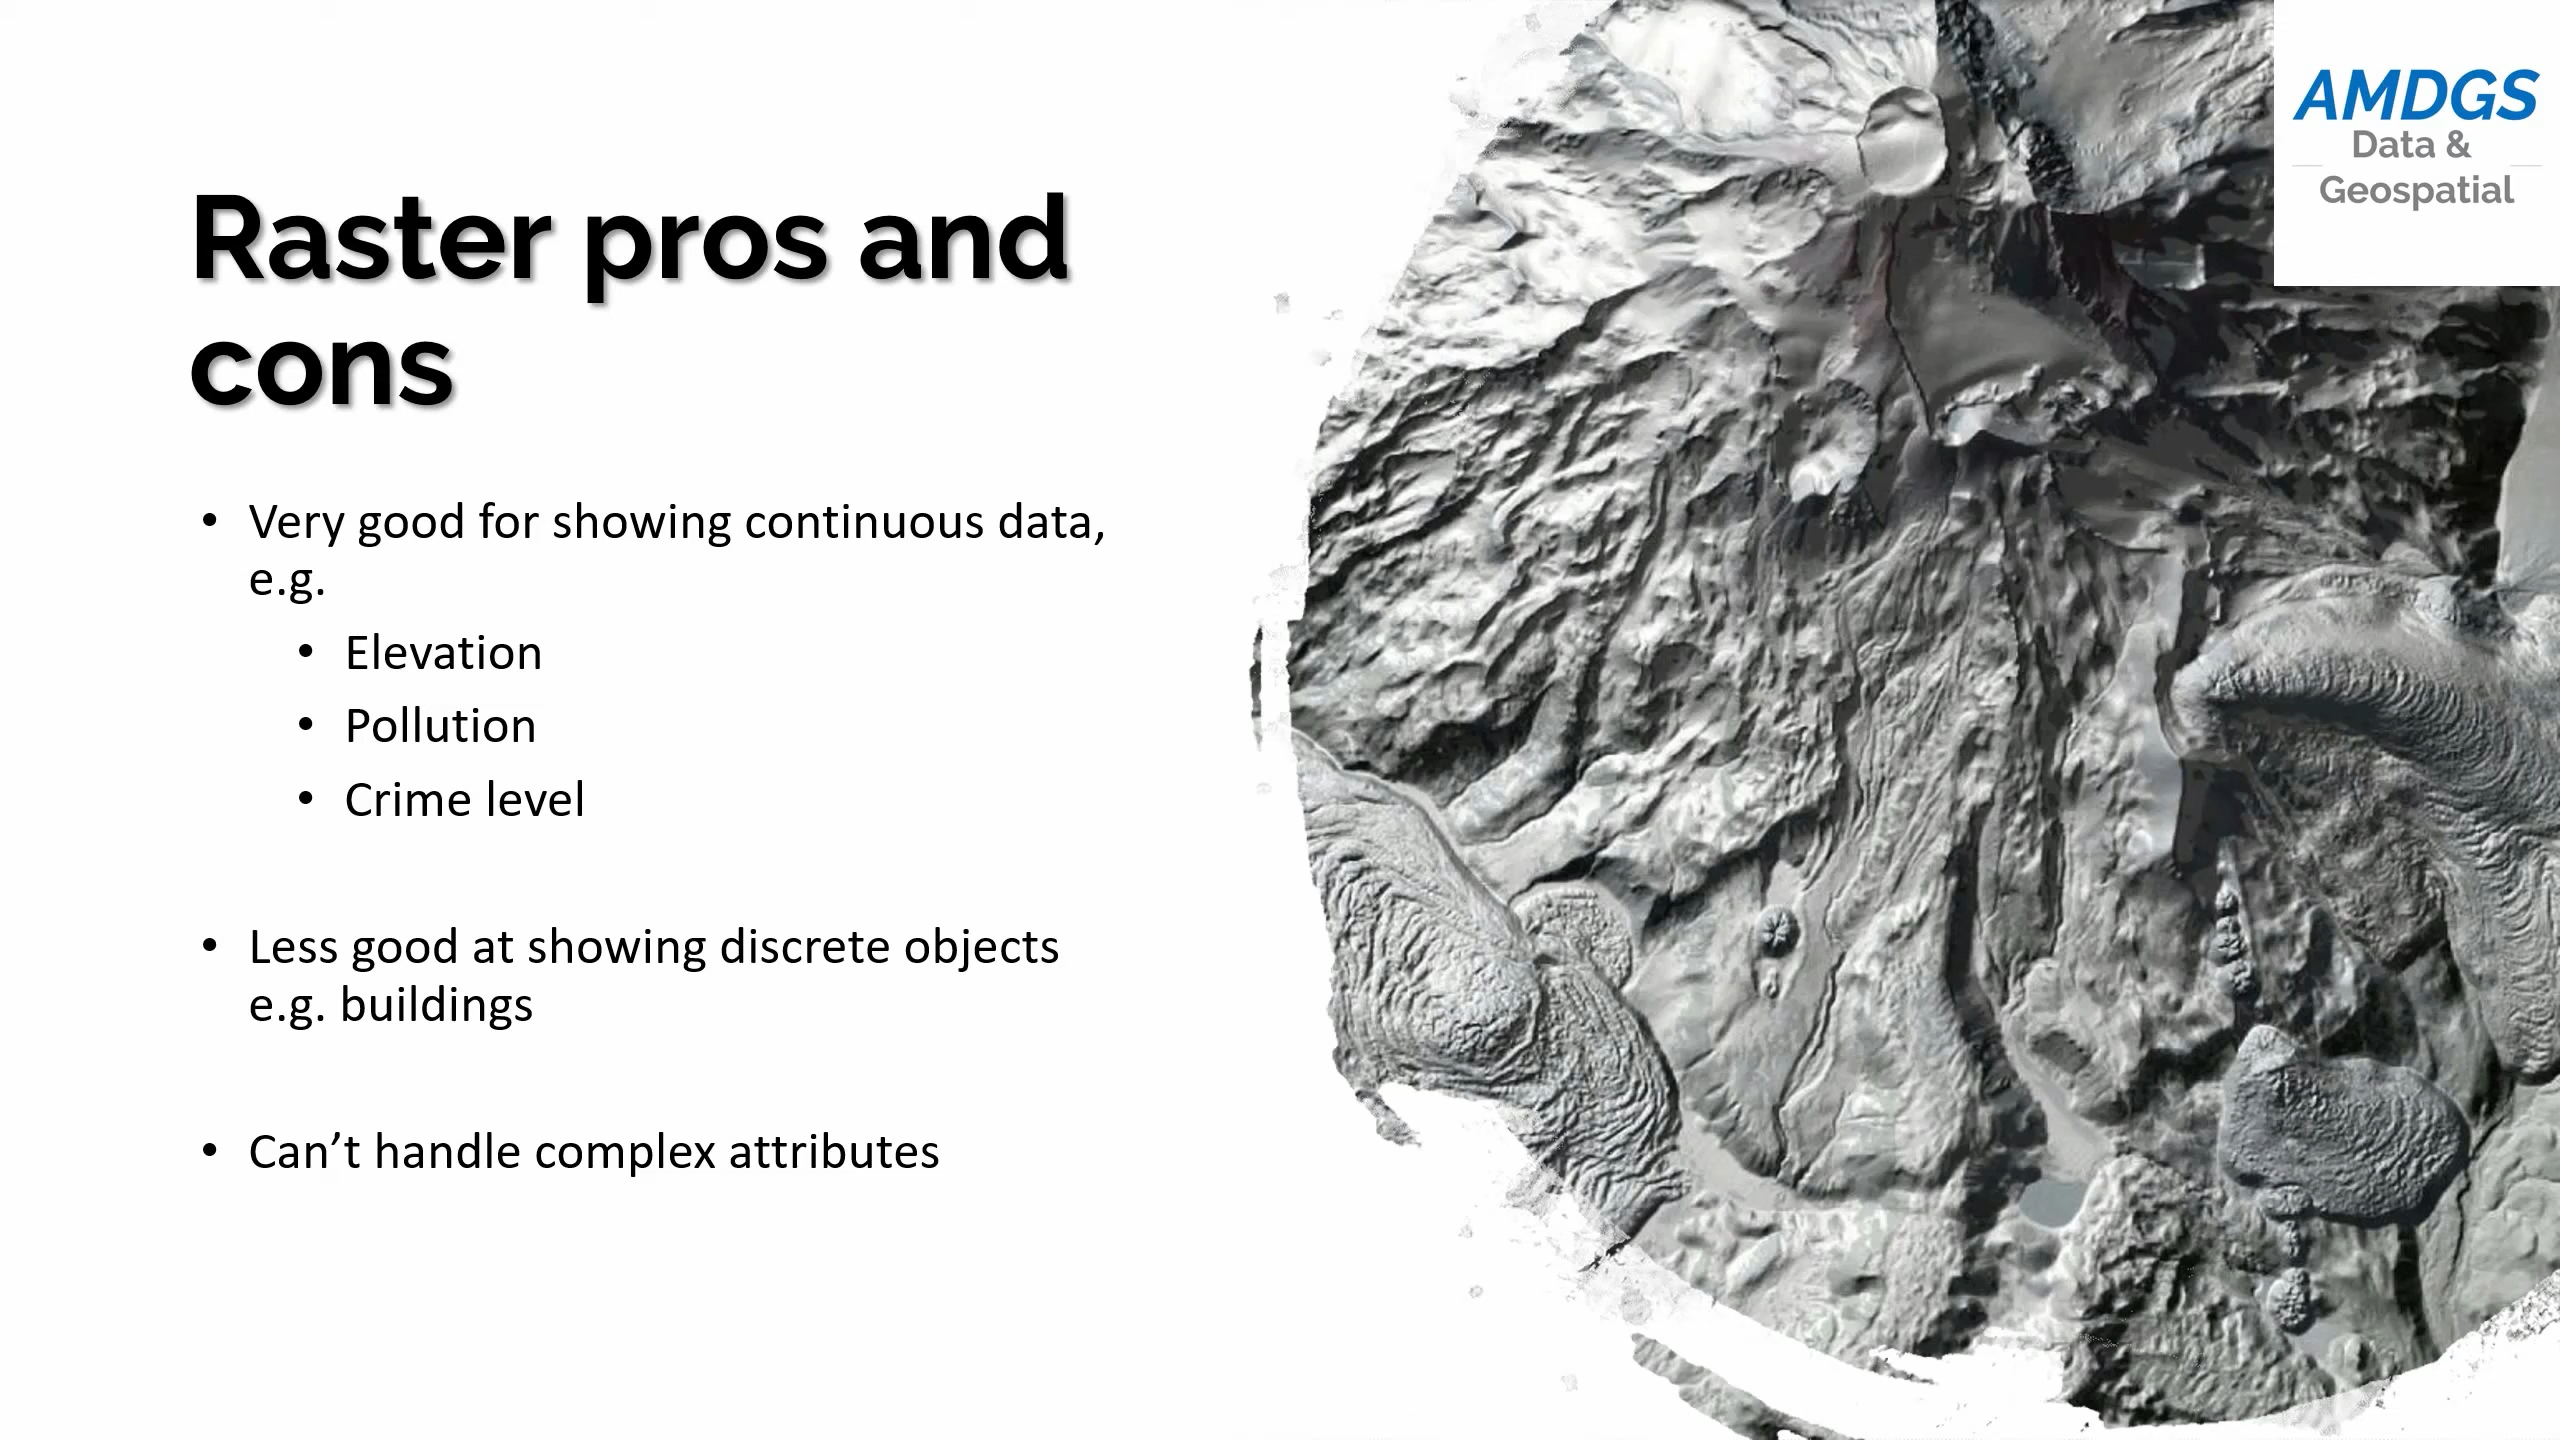 Raster pros and
cons
• Very good for showing continuous data,
e.g.
• Elevation
• Pollution
• Crime level
• Less good at showing discrete objects
e.g. buildings
• Can’t handle complex attributes
AMDGS
Data &
Geospatial